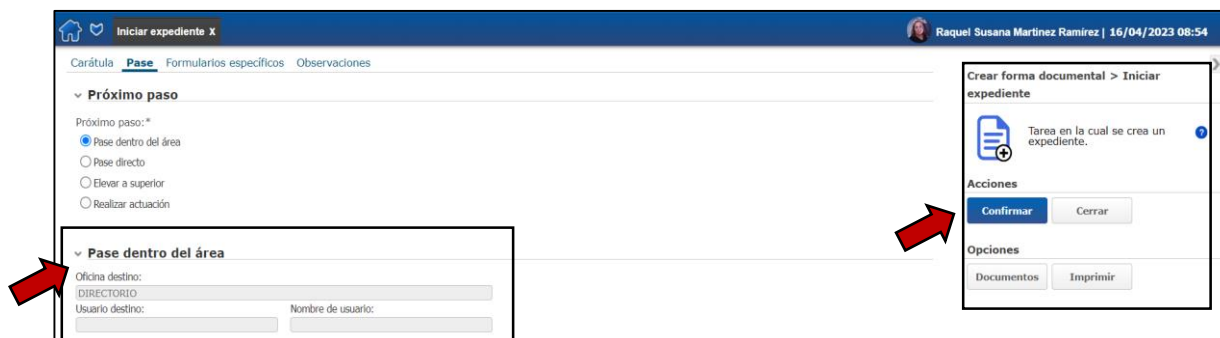 Iniciar expediente X
Raquel Susana Martinez Ramírez | 16/04/2023 08:54
Carátula Pase Formularios específicos Observaciones
Próximo paso
Próximo paso:*
Pase dentro del área
Pase directo
Elevar a superior
Realizar actuación
Pase dentro del área
Oficina destino:
DIRECTORIO
Usuario destino: Nombre de usuario:
Crear forma documental > Iniciar
expediente
Tarea en la cual se crea un
expediente.
?
Acciones
Confirmar Cerrar
Opciones
Documentos Imprimir